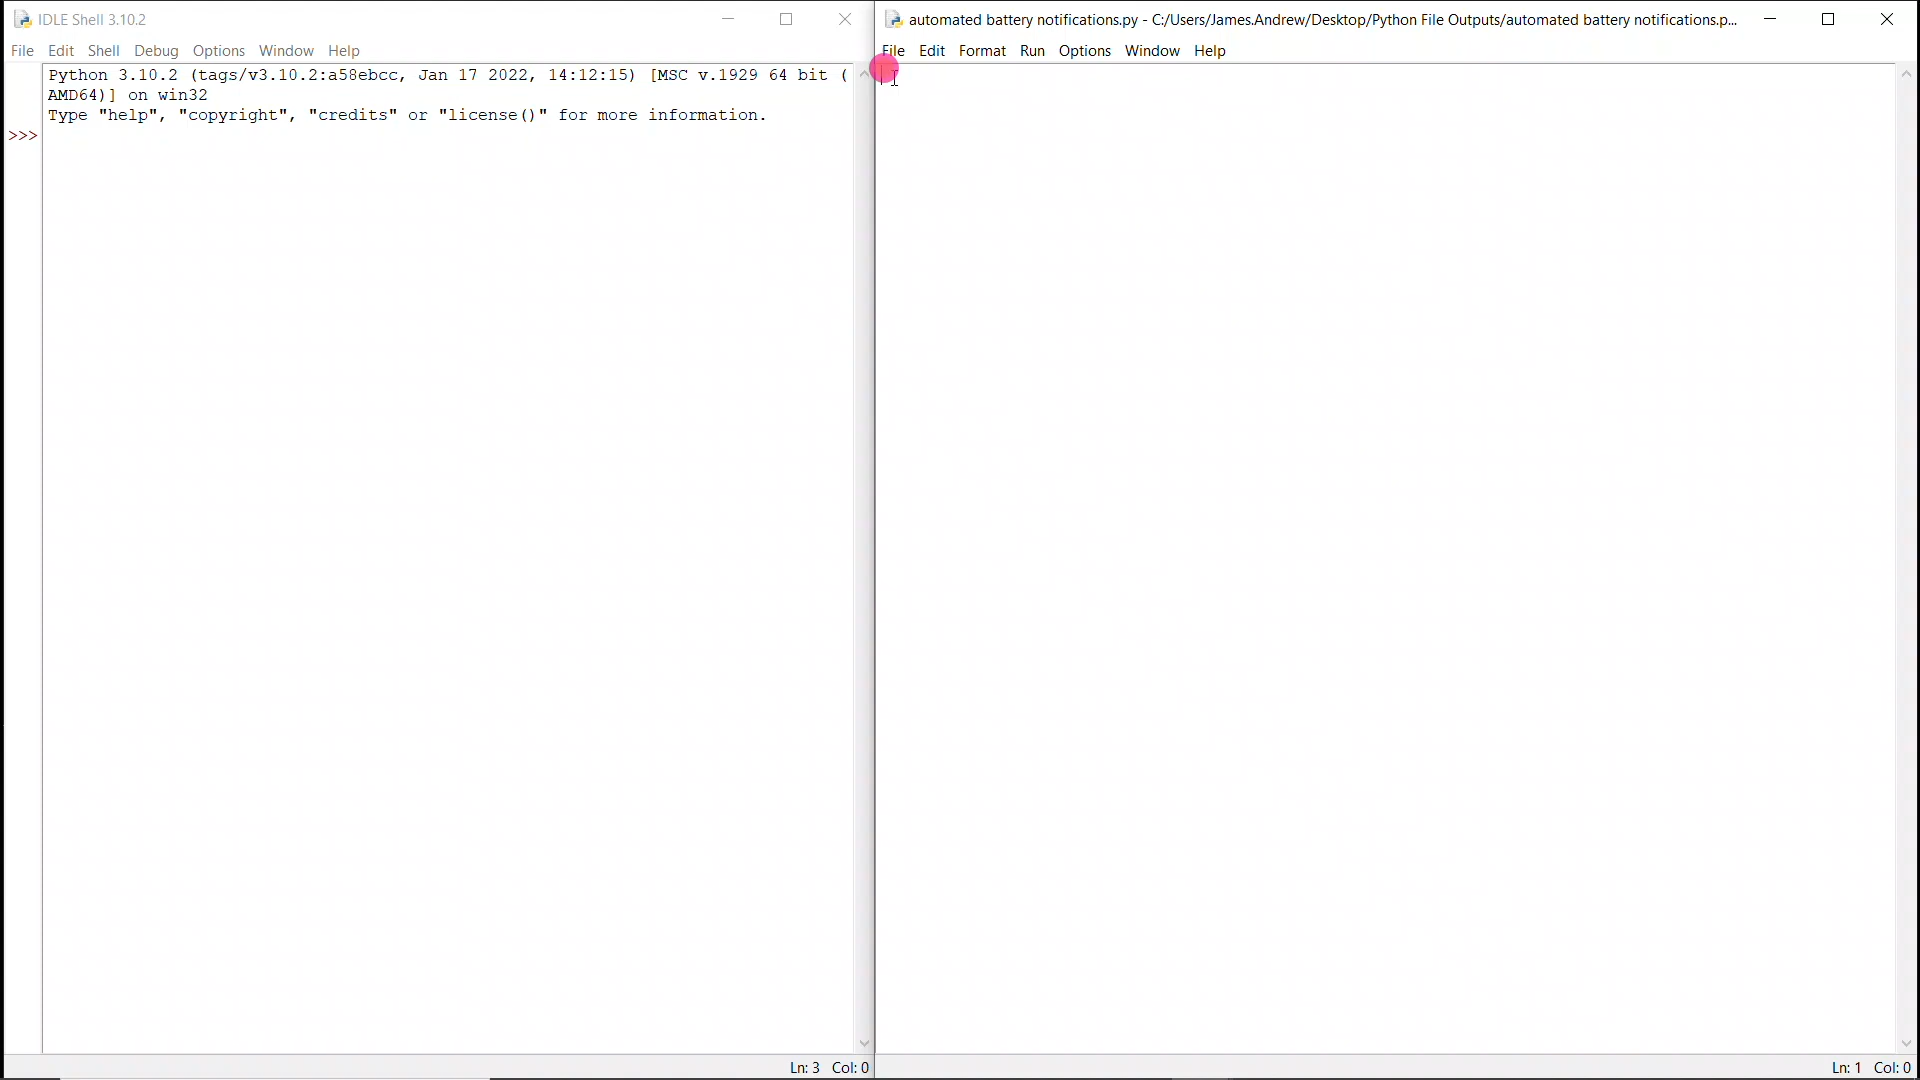 IDLE Shell 3.10.2
File Edit Shell Debug Options Window Help
Python 3.10.2 (tags/v3.10.2:a58ebcc, Jan 17 2022, 14:12:15) [MSC v.1929 64 bit (
AMD64)] on win32
Type "help", "copyright", "credits" or "license()" for more information.
>>>
Ln: 3 Col: 0
automated battery notifications.py - C:/Users/James.Andrew/Desktop/Python File Outputs/automated battery notifications.p...
File Edit Format Run Options Window Help
Ln: 1 Col: 0